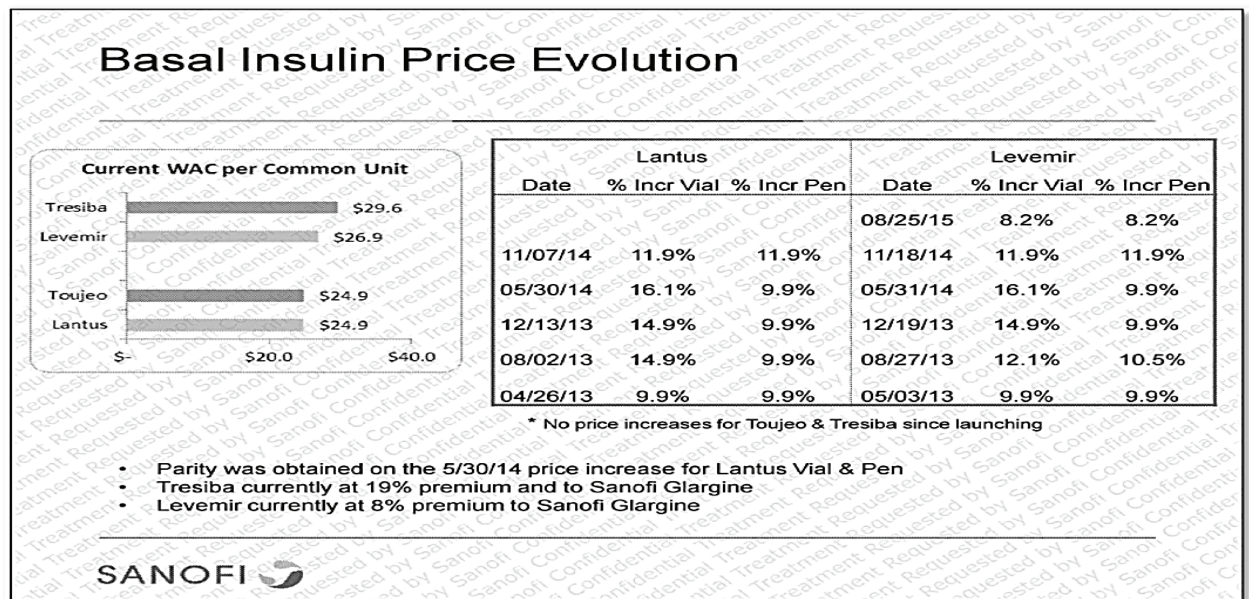 Basal Insulin Price Evolution
Current WAC per Common Unit
Tresiba $29.6
Levemir $26.9
Toujeo $24.9
Lantus $24.9
$- $20.0 $40.0
Lantus Levemir
Date % Incr Vial % Incr Pen Date % Incr Vial % Incr Pen
08/25/15 8.2% 8.2%
11/07/14 11.9% 11.9% 11/18/14 11.9% 11.9%
05/30/14 16.1% 9.9% 05/31/14 16.1% 9.9%
12/13/13 14.9% 9.9% 12/19/13 14.9% 9.9%
08/02/13 14.9% 9.9% 08/27/13 12.1% 10.5%
04/26/13 9.9% 9.9% 05/03/13 9.9% 9.9%
* No price increases for Toujeo & Tresiba since launching
• Parity was obtained on the 5/30/14 price increase for Lantus Vial & Pen
• Tresiba currently at 19% premium and to Sanofi Glargine
• Levemir currently at 8% premium to Sanofi Glargine
SANOFI
Confidential Treatment Requested by Sanofi